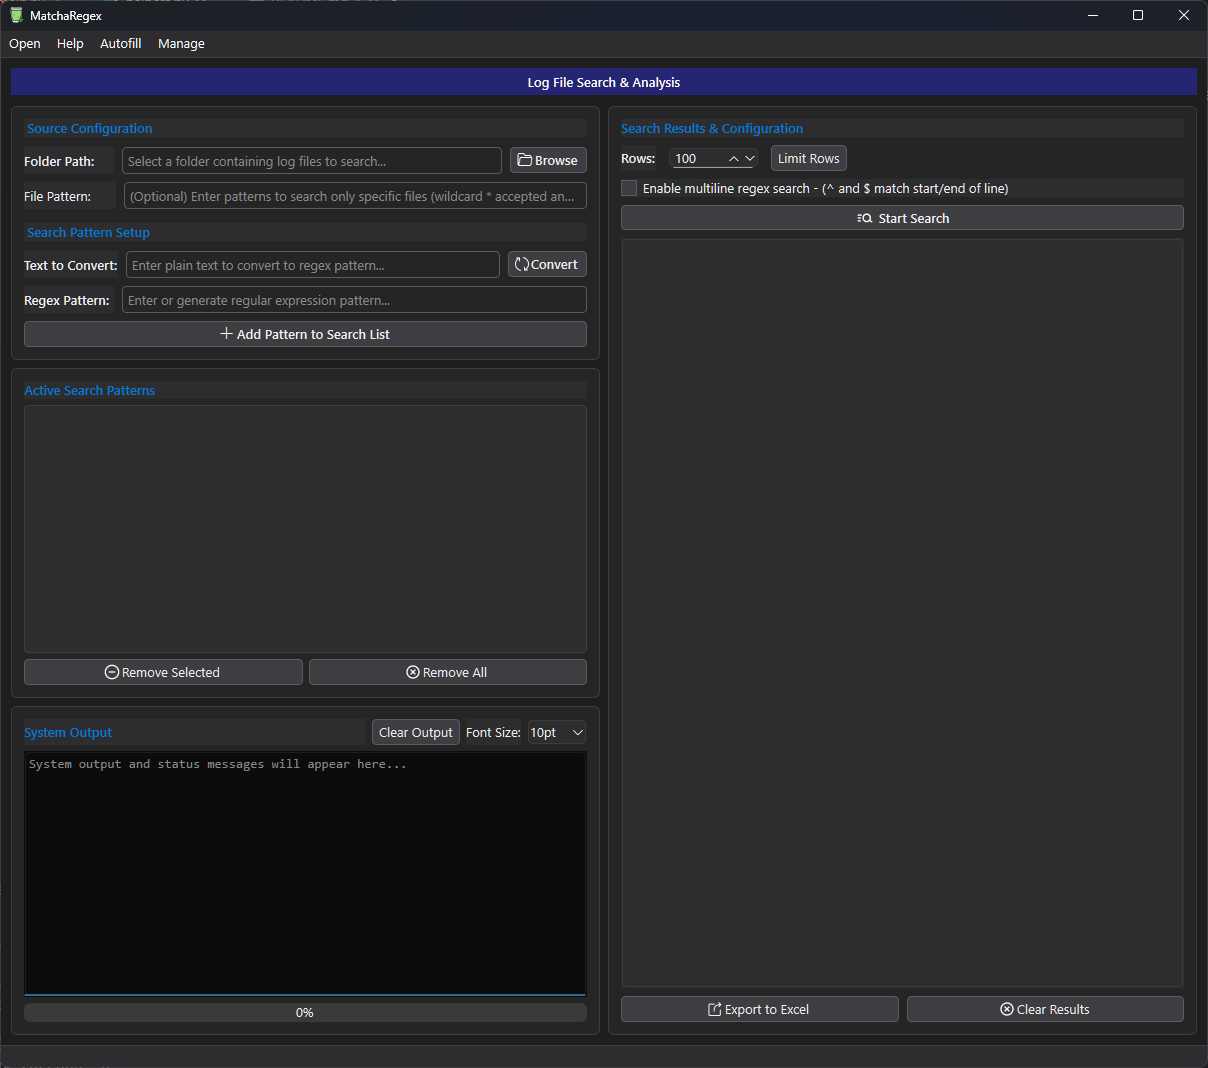 MatchaRegex
Open Help Autofill Manage
Log File Search & Analysis
Source Configuration
Folder Path: Select a folder containing log files to search... Browse
File Pattern: (Optional) Enter patterns to search only specific files (wildcard * accepted an...
Search Pattern Setup
Text to Convert: Enter plain text to convert to regex pattern... Convert
Regex Pattern: Enter or generate regular expression pattern...
Add Pattern to Search List
Active Search Patterns
Remove Selected Remove All
System Output Clear Output Font Size: 10pt
System output and status messages will appear here...
0%
Search Results & Configuration
Rows: 100 Limit Rows
Enable multiline regex search - (^ and $ match start/end of line)
Start Search
Export to Excel Clear Results